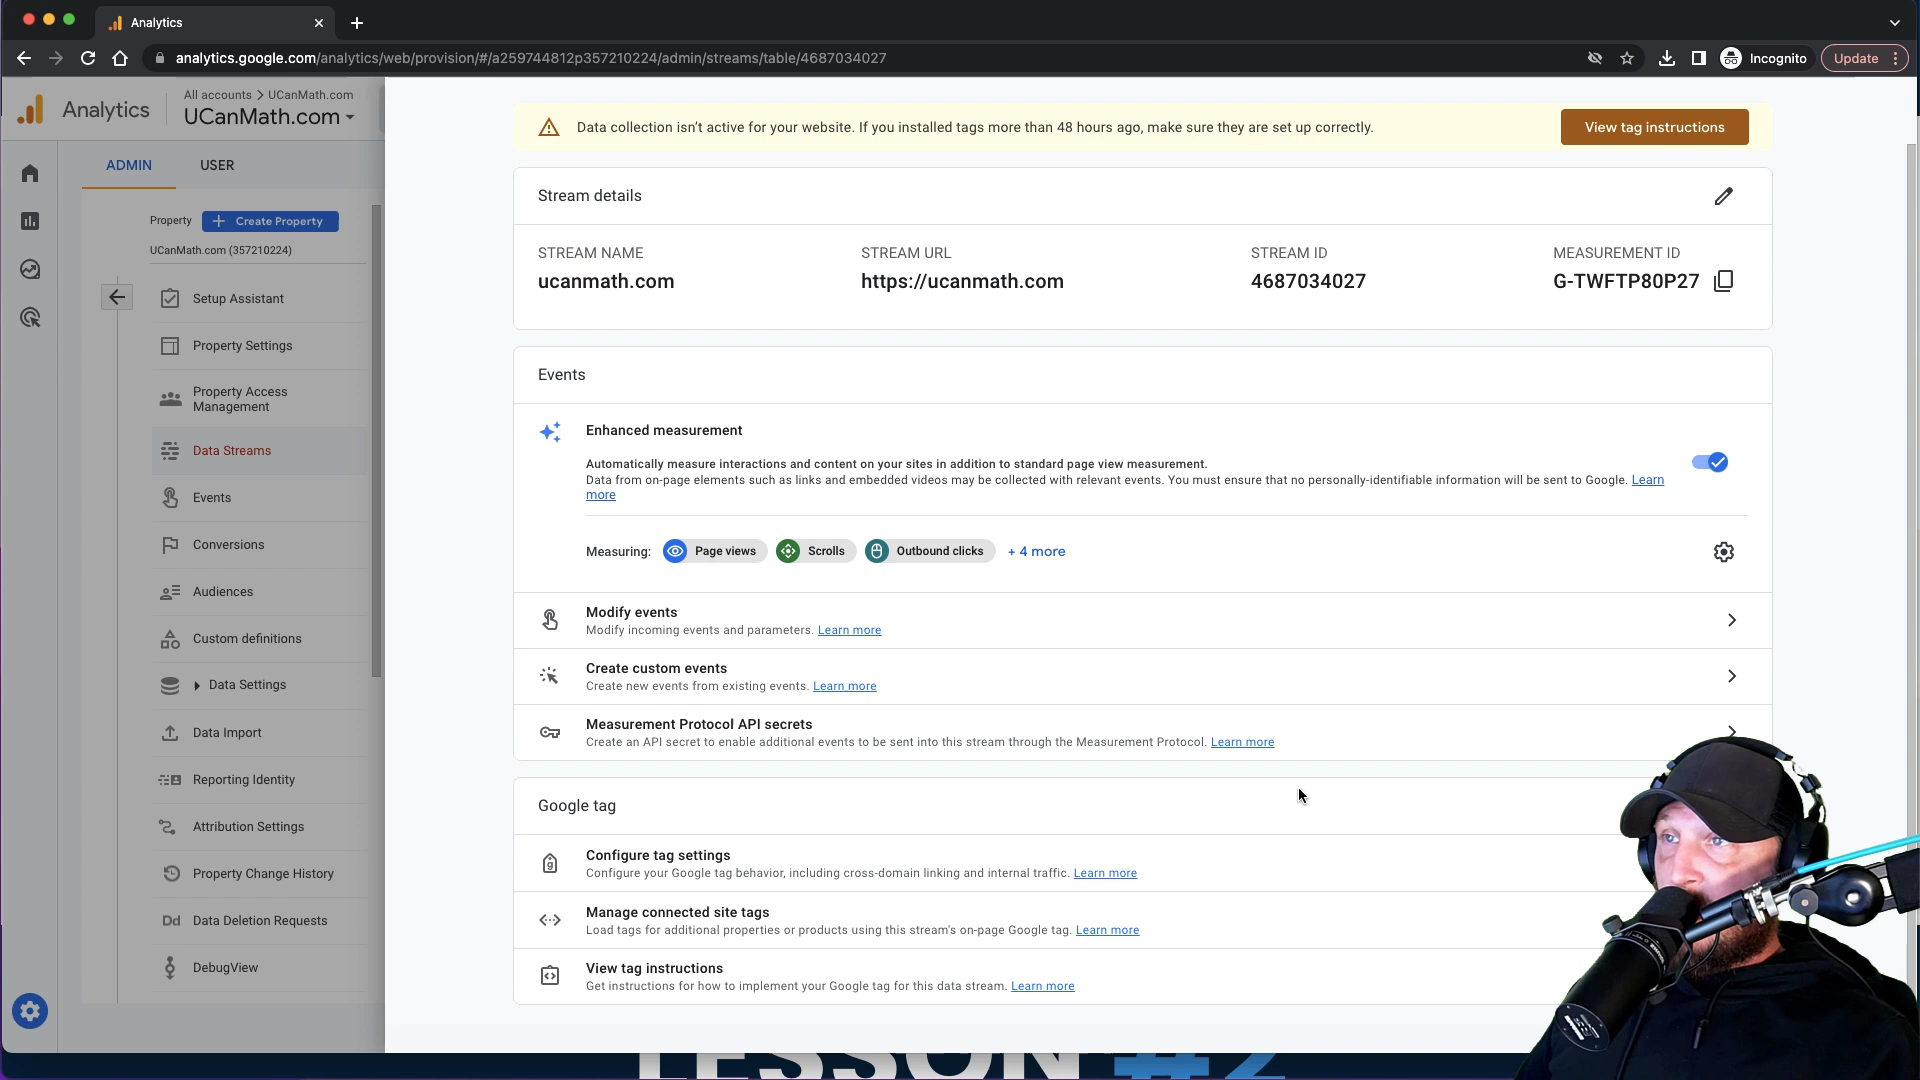 Analytics
analytics.google.com/analytics/web/provision/#/a259744812p357210224/admin/streams/table/4687034027
Incognito
Update
Analytics
All accounts > UCanMath.com
UCanMath.com
ADMIN
USER
Property
+ Create Property
UCanMath.com (357210224)
Setup Assistant
Property Settings
Property Access
Management
Data Streams
Events
Conversions
Audiences
Custom definitions
Data Settings
Data Import
Reporting Identity
Attribution Settings
Property Change History
Dd Data Deletion Requests
DebugView
Data collection isn't active for your website. If you installed tags more than 48 hours ago, make sure they are set up correctly.
View tag instructions
Stream details
STREAM NAME
ucanmath.com
STREAM URL
https://ucanmath.com
STREAM ID
4687034027
MEASUREMENT ID
G-TWFTP80P27
Events
Enhanced measurement
Automatically measure interactions and content on your sites in addition to standard page view measurement.
Data from on-page elements such as links and embedded videos may be collected with relevant events. You must ensure that no personally-identifiable information will be sent to Google. Learn
more
Measuring: Page views Scrolls Outbound clicks + 4 more
Modify events
Modify incoming events and parameters. Learn more
Create custom events
Create new events from existing events. Learn more
Measurement Protocol API secrets
Create an API secret to enable additional events to be sent into this stream through the Measurement Protocol. Learn more
Google tag
Configure tag settings
Configure your Google tag behavior, including cross-domain linking and internal traffic. Learn more
Manage connected site tags
Load tags for additional properties or products using this stream's on-page Google tag. Learn more
View tag instructions
Get instructions for how to implement your Google tag for this data stream. Learn more
LESSON #2